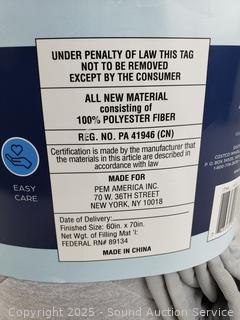 UNDER PENALTY OF LAW THIS TAG
NOT TO BE REMOVED
EXCEPT BY THE CONSUMER
ALL NEW MATERIAL
consisting of
100% POLYESTER FIBER
REG. NO. PA 41946 (CN)
Certification is made by the manufacturer that
the materials in this article are described in
accordance with law
MADE FOR
PEM AMERICA INC.
70 W. 36TH STREET
NEW YORK, NY 10018
Date of Delivery:
Finished Size: 60in. x 70in.
Net Wgt. of Filling Mat 'l:
FEDERAL RN# 89134
MADE IN CHINA
EASY
CARE
COSTCO
P. O. BOX
Copyright 2025 - Sound Auction Service